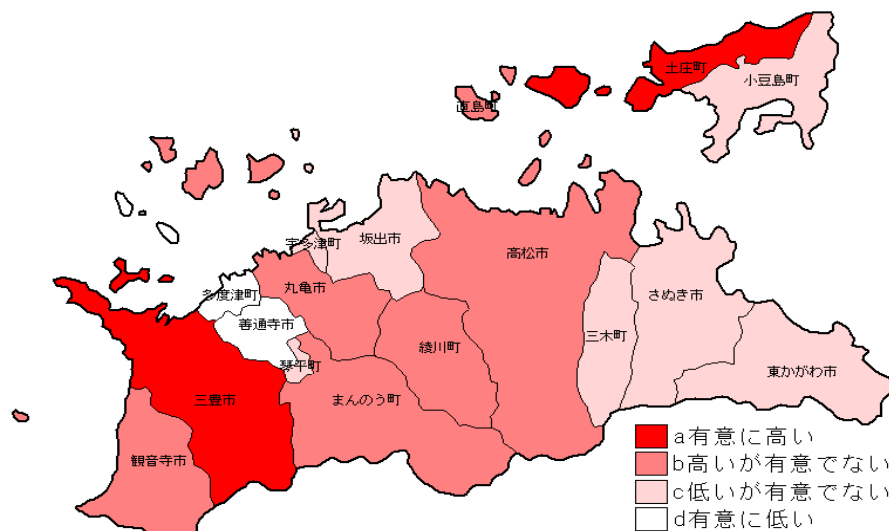 土庄町
小豆島町
直島町
宇多津町
坂出市
高松市
丸亀市
さぬき市
多度津町
善通寺市
三木町
綾川町
琴平町
東かがわ市
三豊市
まんのう町
観音寺市
a有意に高い
b高いが有意でない
c低いが有意でない
d有意に低い